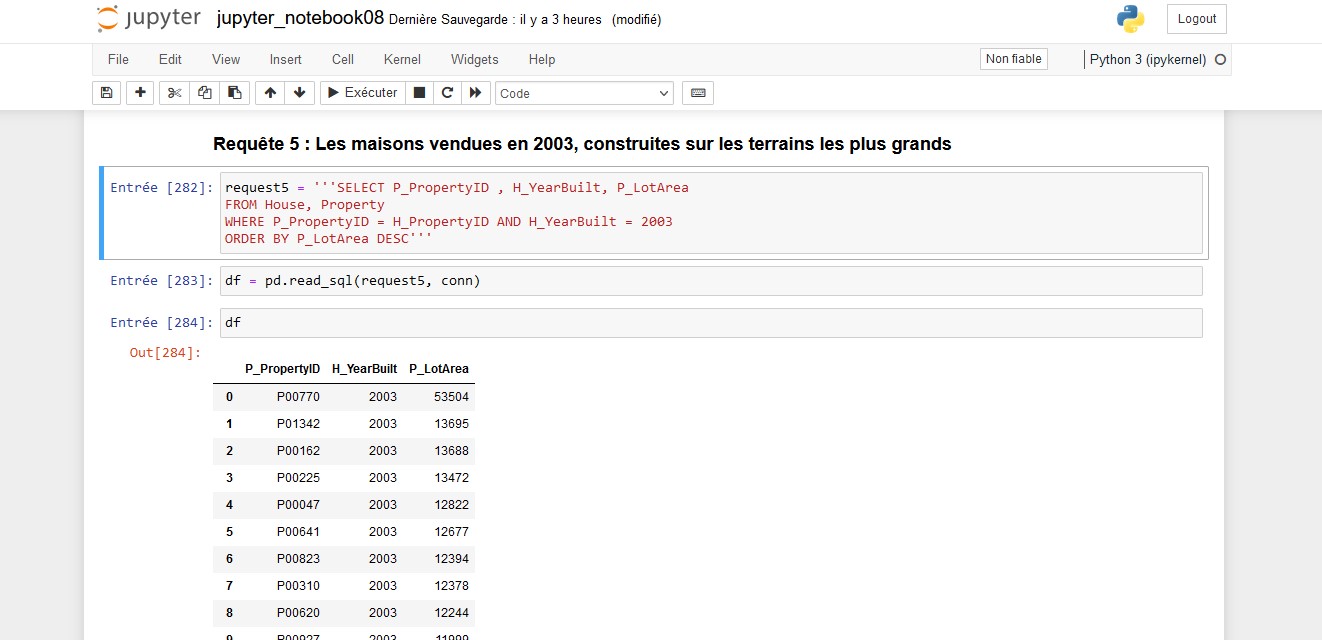 jupyter jupyter_notebook08 Dernière Sauvegarde : il y a 3 heures (modifié) Logout
File Edit View Insert Cell Kernel Widgets Help Non fiable Python 3 (ipykernel)
Exécuter Code
Requête 5 : Les maisons vendues en 2003, construites sur les terrains les plus grands
Entrée [282]: request5 = '''SELECT P_PropertyID , H_YearBuilt, P_LotArea
FROM House, Property
WHERE P_PropertyID = H_PropertyID AND H_YearBuilt = 2003
ORDER BY P_LotArea DESC'''
Entrée [283]: df = pd.read_sql(request5, conn)
Entrée [284]: df
Out[284]:
P_PropertyID H_YearBuilt P_LotArea
0 P00770 2003 53504
1 P01342 2003 13695
2 P00162 2003 13688
3 P00225 2003 13472
4 P00047 2003 12822
5 P00641 2003 12677
6 P00823 2003 12394
7 P00310 2003 12378
8 P00620 2003 12244
9 P00927 2003 11999